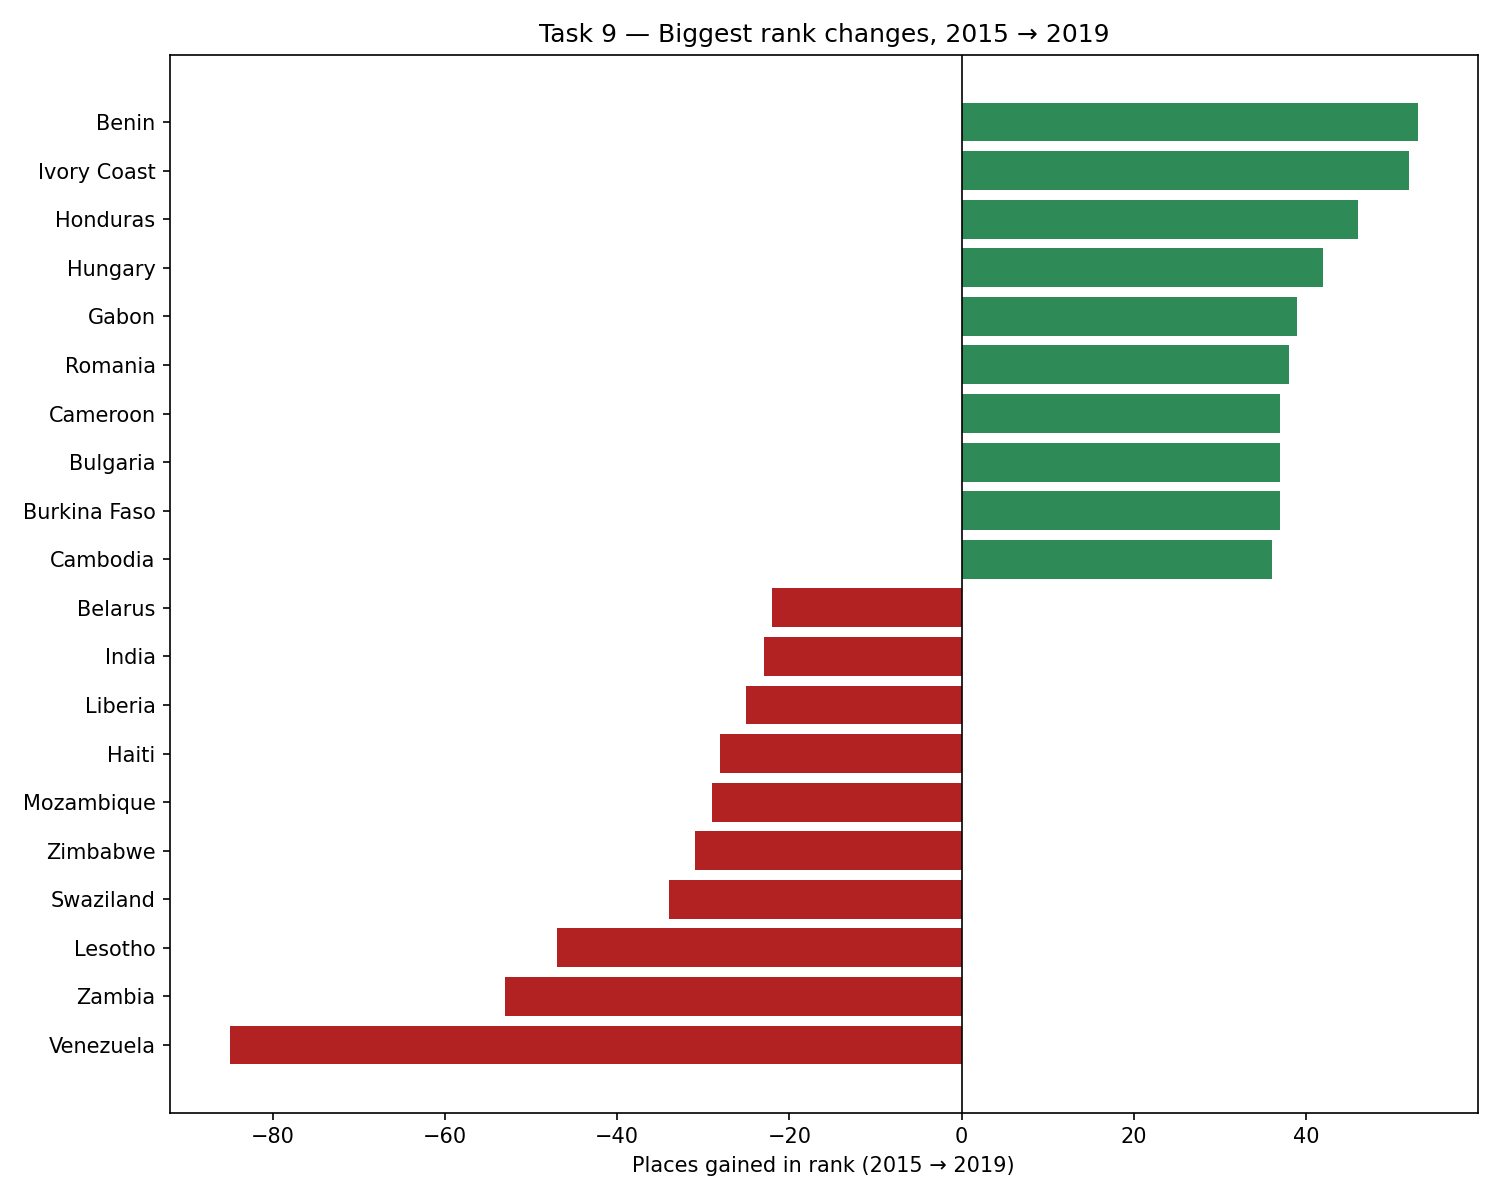 Task 9 — Biggest rank changes, 2015 → 2019
Benin
Ivory Coast
Honduras
Hungary
Gabon
Romania
Cameroon
Bulgaria
Burkina Faso
Cambodia
Belarus
India
Liberia
Haiti
Mozambique
Zimbabwe
Swaziland
Lesotho
Zambia
Venezuela
−80 −60 −40 −20 0 20 40
Places gained in rank (2015 → 2019)